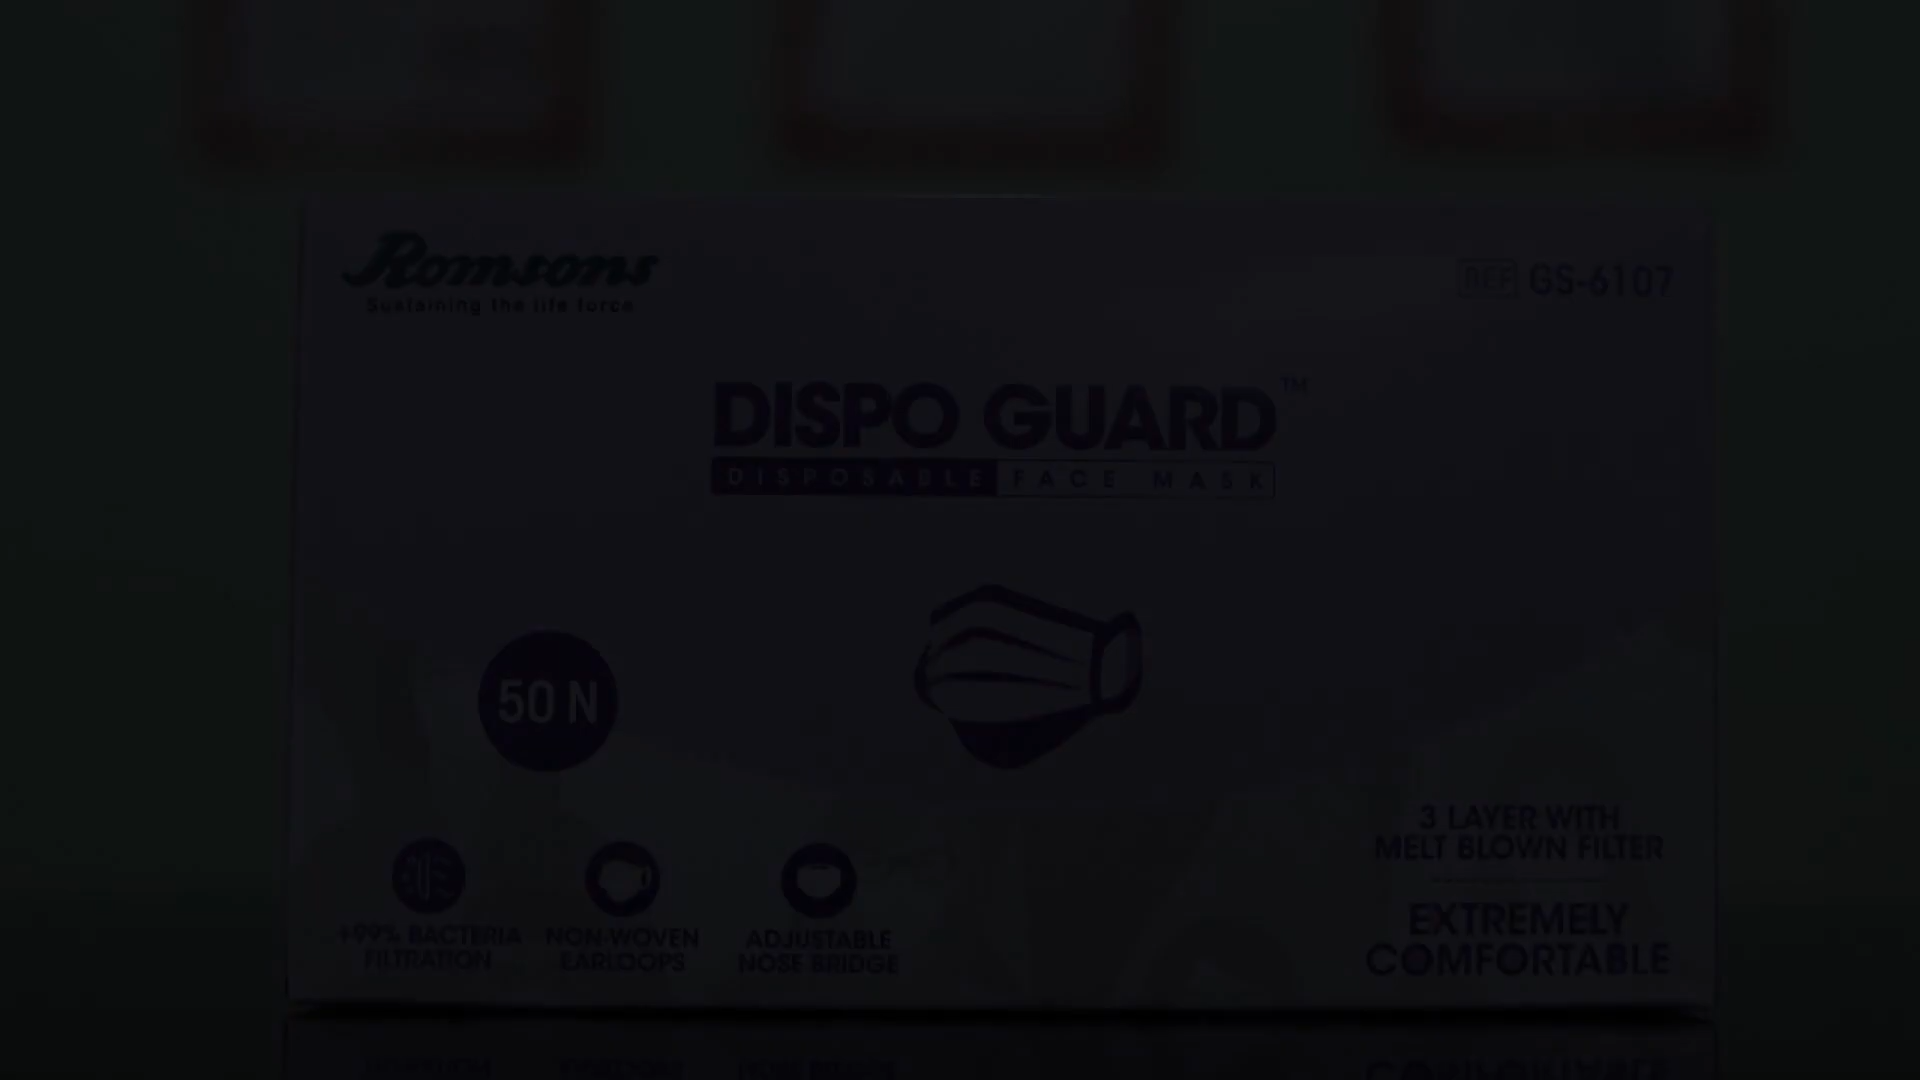 Romsons
Sustaining the life force
REF GS-6107
DISPO GUARD™
DISPOSABLE FACE MASK
50 N
+99% BACTERIA
FILTRATION
NON-WOVEN
EARLOOPS
ADJUSTABLE
NOSE BRIDGE
3 LAYER WITH
MELT BLOWN FILTER
EXTREMELY
COMFORTABLE